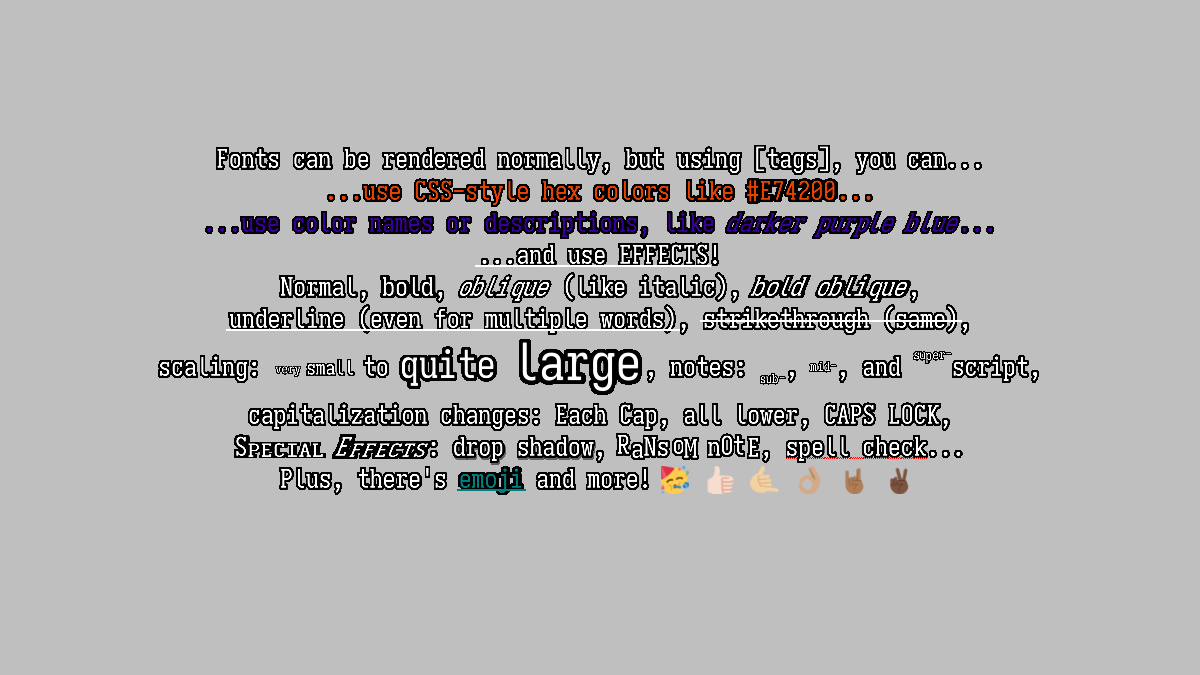 Fonts can be rendered normally, but using [tags], you can...
...use CSS-style hex colors like #E74200...
...use color names or descriptions, like darker purple blue...
...and use EFFECTS!
Normal, bold, oblique (like italic), bold oblique,
underline (even for multiple words), strikethrough (same),
scaling: very small to quite large, notes: sub-, mid-, and super-script,
capitalization changes: Each Cap, all lower, CAPS LOCK,
Special Effects: drop shadow, RaNsoM nOtE, spell check...
Plus, there's emoji and more! 🥳 👍🏻 🤙🏼 👌🏽 🤘🏾 ✌🏿